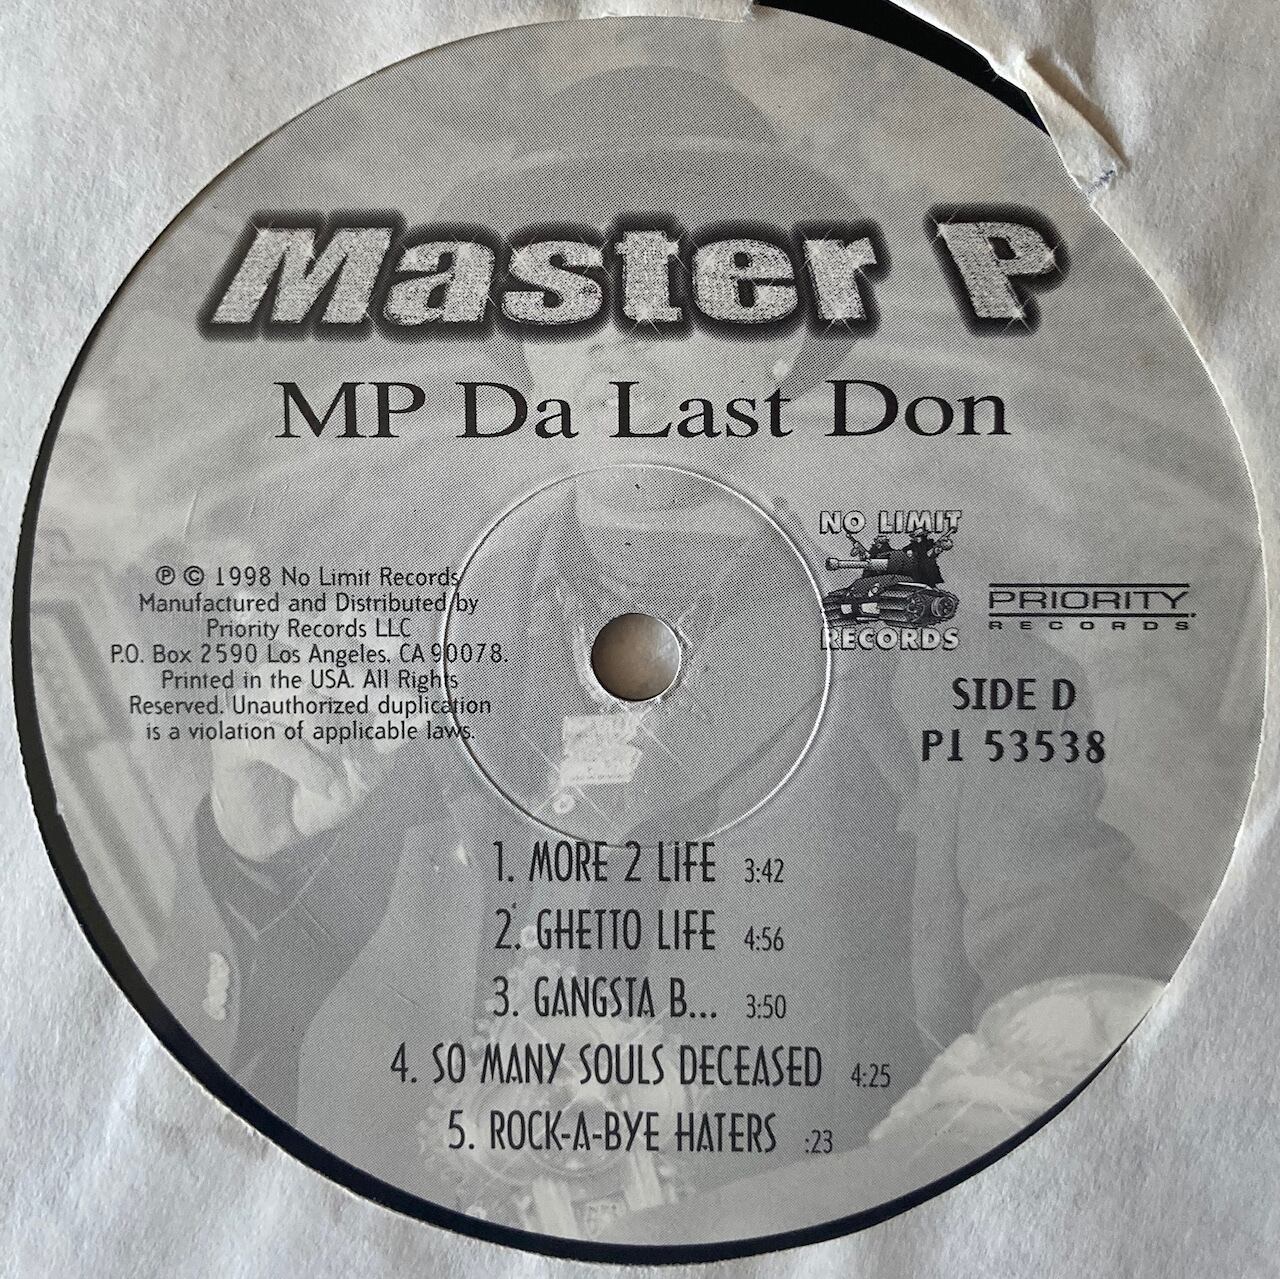 Master P
MP Da Last Don
NO LIMIT
RECORDS
PRIORITY
RECORDS
℗ © 1998 No Limit Records
Manufactured and Distributed by
Priority Records LLC
P.O. Box 2590 Los Angeles, CA 90078.
Printed in the USA. All Rights
Reserved. Unauthorized duplication
is a violation of applicable laws.
SIDE D
P1 53538
1. MORE 2 LIFE 3:42
2. GHETTO LIFE 4:56
3. GANGSTA B... 3:50
4. SO MANY SOULS DECEASED 4:25
5. ROCK-A-BYE HATERS :23